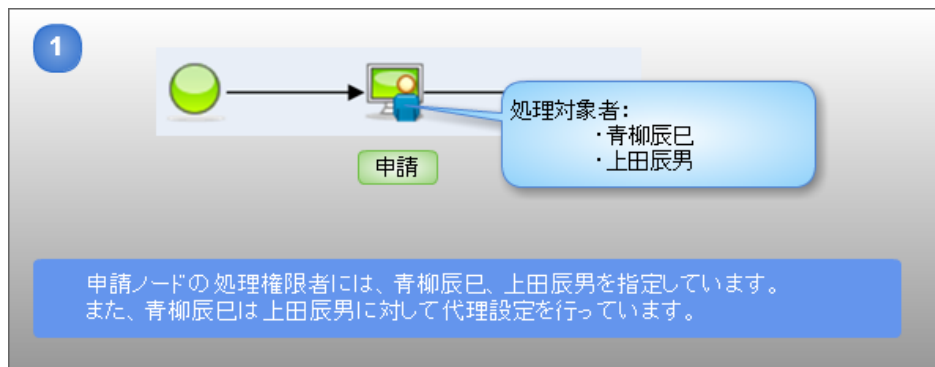 1
処理対象者:
・青柳辰巳
・上田辰男
申請
申請ノードの処理権限者には、青柳辰巳、上田辰男を指定しています。
また、青柳辰巳は上田辰男に対して代理設定を行っています。